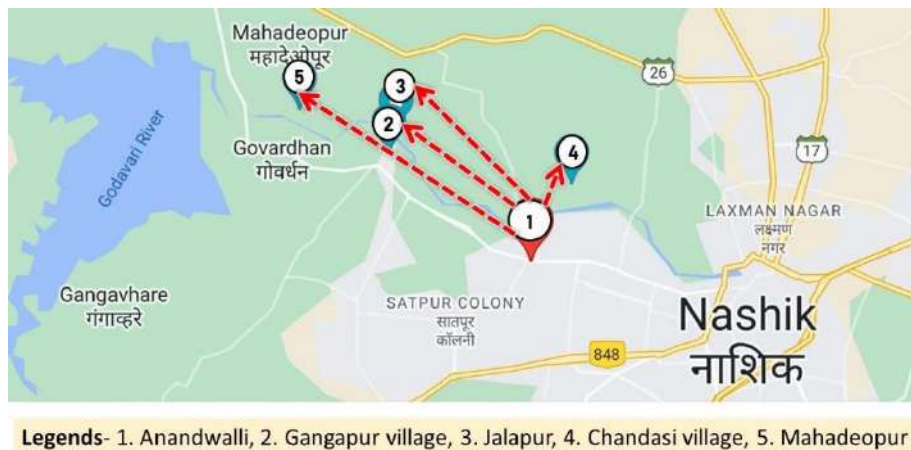 Mahadeopur
महादेओपूर
5
3
26
2
Godavari River
Govardhan
गोवर्धन
4
17
1
LAXMAN NAGAR
लक्ष्मण
नगर
Gangavhare
गंगाव्हरे
SATPUR COLONY
सातपूर
कॉलनी
Nashik
नाशिक
848
Legends- 1. Anandwalli, 2. Gangapur village, 3. Jalapur, 4. Chandasi village, 5. Mahadeopur